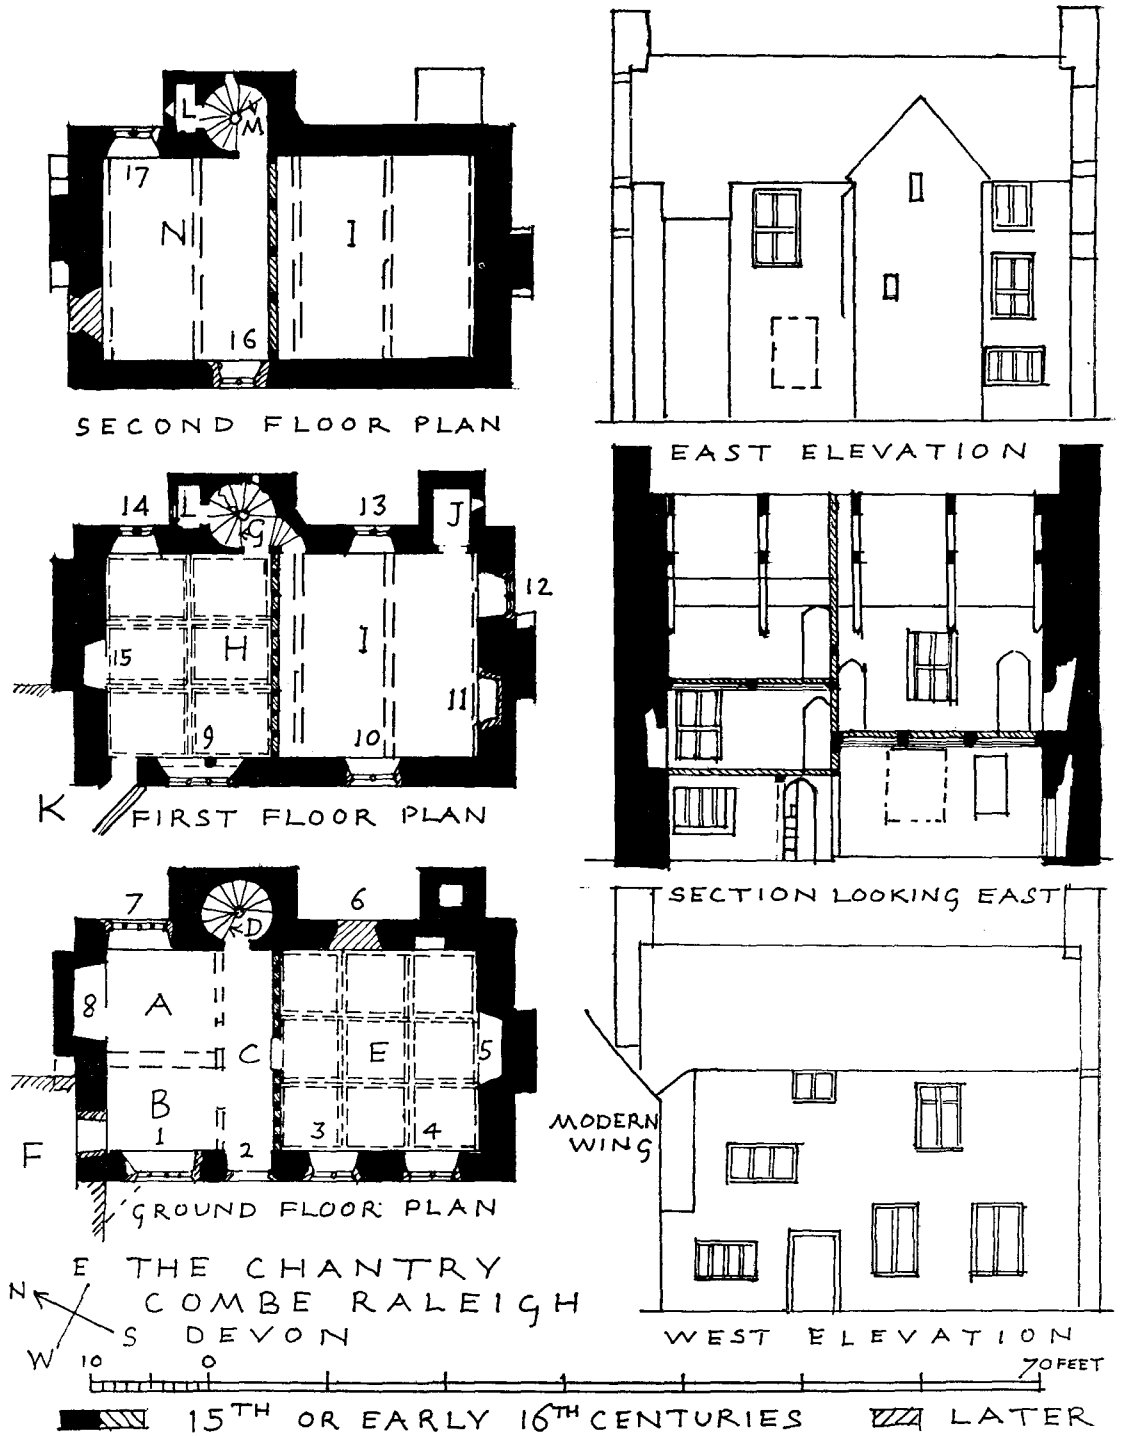 L
M
17
N
I
16
SECOND FLOOR PLAN
EAST ELEVATION
14
L
G
13
J
12
15
H
I
11
9
10
K
FIRST FLOOR PLAN
SECTION LOOKING EAST
7
D
6
8
A
C
E
5
B
1
2
3
4
F
GROUND FLOOR PLAN
MODERN
WING
WEST ELEVATION
E
N
S
W
THE CHANTRY
COMBE RALEIGH
DEVON
10 0 70 FEET
15TH OR EARLY 16TH CENTURIES LATER